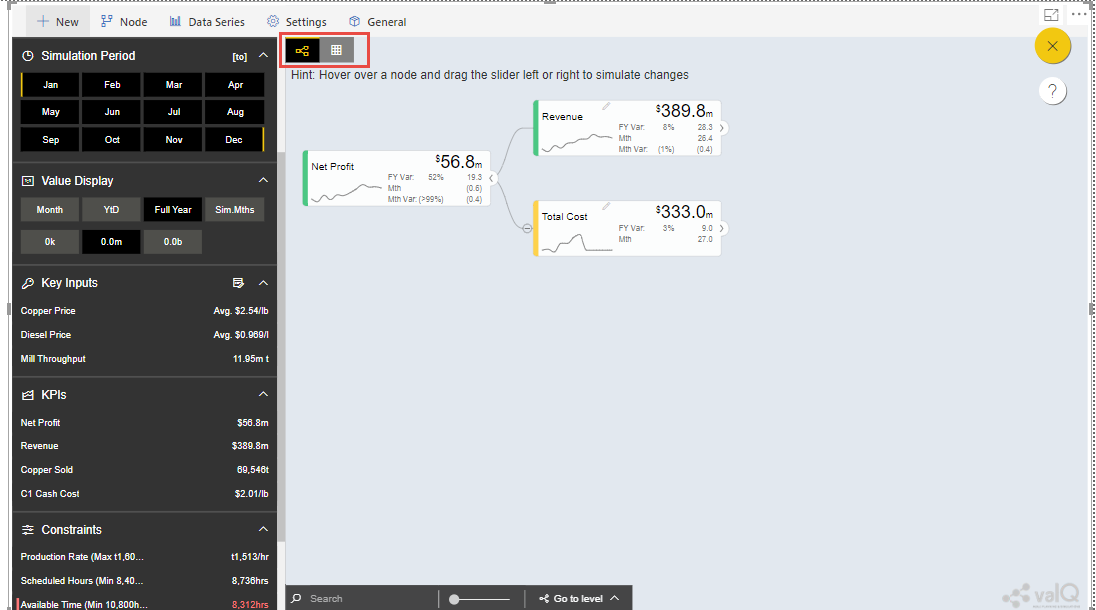 New Node Data Series Settings General
Simulation Period [to]
Jan Feb Mar Apr
May Jun Jul Aug
Sep Oct Nov Dec
Value Display
Month YtD Full Year Sim.Mths
0k 0.0m 0.0b
Key Inputs
Copper Price Avg. $2.54/lb
Diesel Price Avg. $0.969/l
Mill Throughput 11.95m t
KPIs
Net Profit $56.8m
Revenue $389.8m
Copper Sold 69,546t
C1 Cash Cost $2.01/lb
Constraints
Production Rate (Max t1,60... t1,513/hr
Scheduled Hours (Min 8,40... 8,736hrs
Available Time (Min 10,800h... 8,312hrs
Hint: Hover over a node and drag the slider left or right to simulate changes
Net Profit $56.8m
FY Var: 52% 19.3
Mth (0.6)
Mth Var: (>99%) (0.4)
Revenue $389.8m
FY Var: 8% 28.3
Mth 26.4
Mth Var: (1%) (0.4)
Total Cost $333.0m
FY Var: 3% 9.0
Mth 27.0
?
Search Go to level
valQ